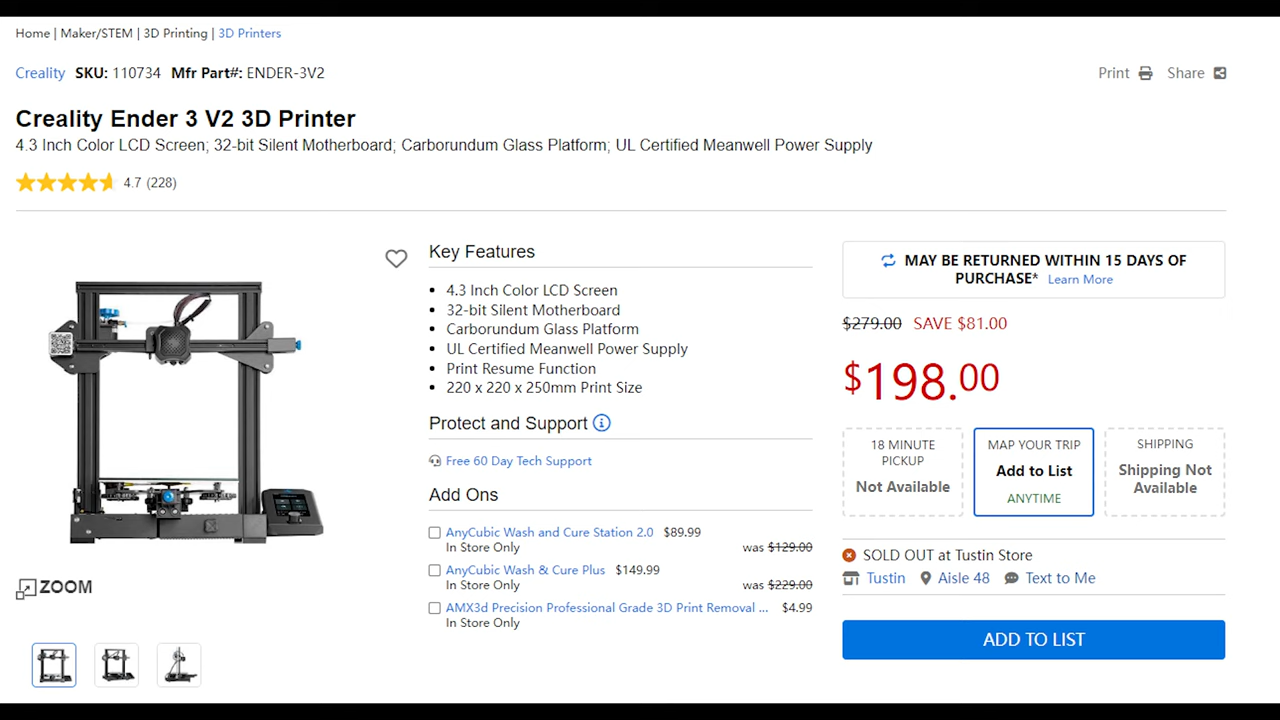 Home | Maker/STEM | 3D Printing | 3D Printers
Creality SKU: 110734 Mfr Part#: ENDER-3V2
Print Share
Creality Ender 3 V2 3D Printer
4.3 Inch Color LCD Screen; 32-bit Silent Motherboard; Carborundum Glass Platform; UL Certified Meanwell Power Supply
4.7 (228)
ZOOM
Key Features
4.3 Inch Color LCD Screen
32-bit Silent Motherboard
Carborundum Glass Platform
UL Certified Meanwell Power Supply
Print Resume Function
220 x 220 x 250mm Print Size
Protect and Support
Free 60 Day Tech Support
Add Ons
AnyCubic Wash and Cure Station 2.0 $89.99
In Store Only was $129.00
AnyCubic Wash & Cure Plus $149.99
In Store Only was $229.00
AMX3d Precision Professional Grade 3D Print Removal ... $4.99
In Store Only
MAY BE RETURNED WITHIN 15 DAYS OF
PURCHASE* Learn More
$279.00 SAVE $81.00
$198.00
18 MINUTE
PICKUP
Not Available
MAP YOUR TRIP
Add to List
ANYTIME
SHIPPING
Shipping Not
Available
SOLD OUT at Tustin Store
Tustin Aisle 48 Text to Me
ADD TO LIST